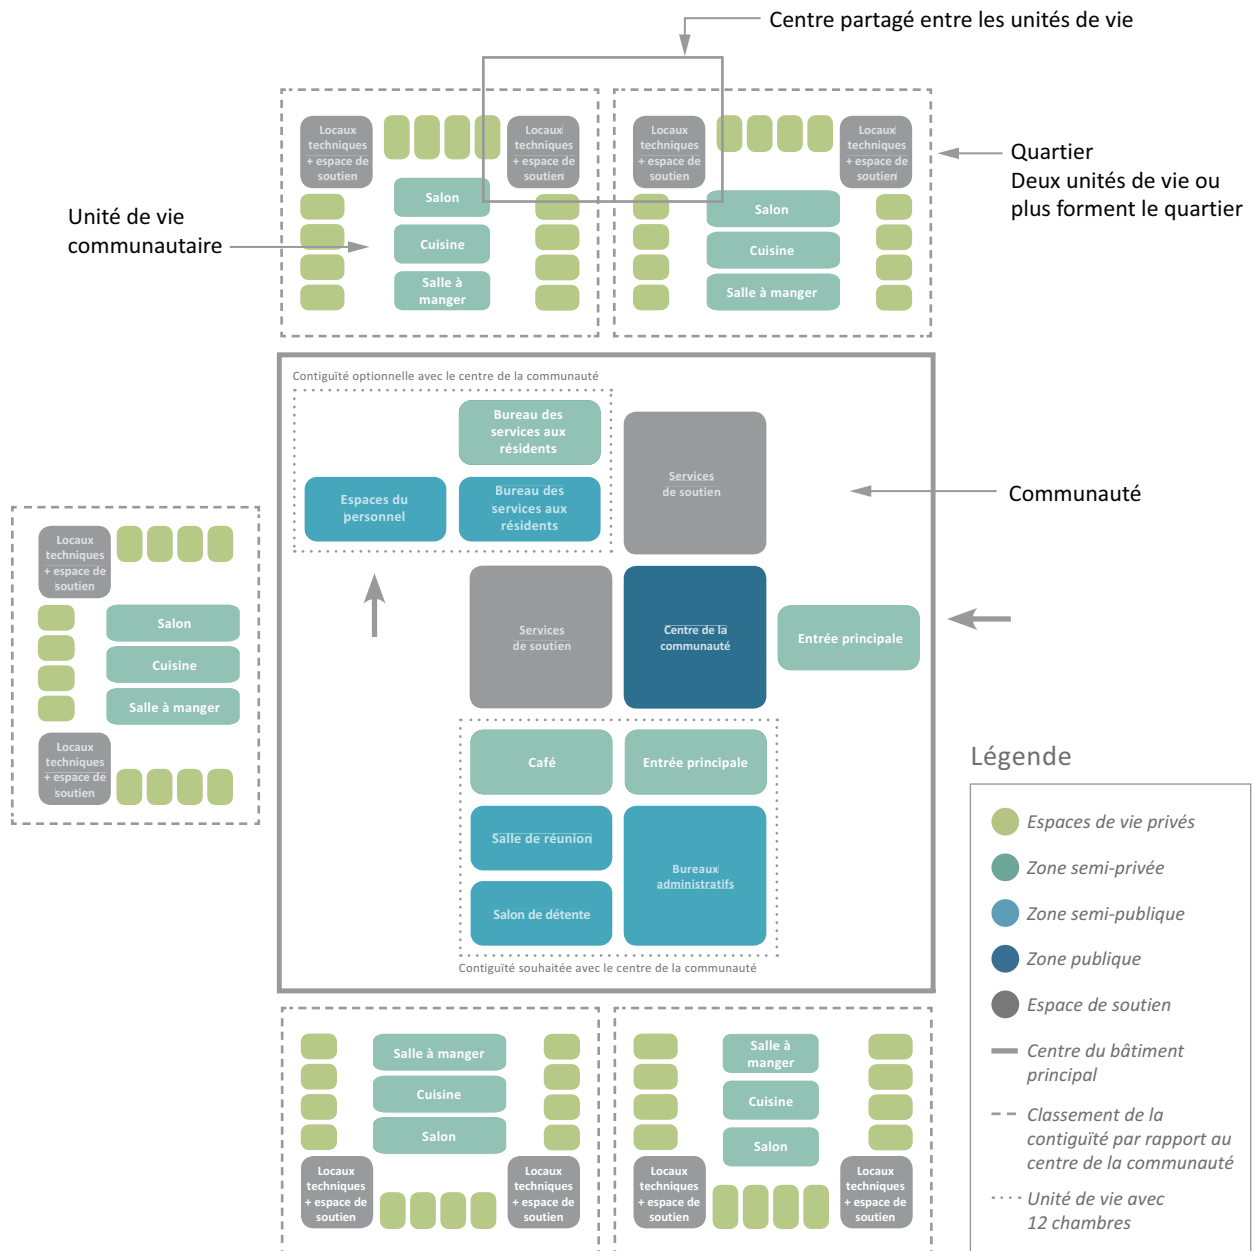 Centre partagé entre les unités de vie
Locaux
techniques
+ espace de
soutien
Locaux
techniques
+ espace de
soutien
Salon
Cuisine
Salle à
manger
Locaux
techniques
+ espace de
soutien
Locaux
techniques
+ espace de
soutien
Salon
Cuisine
Salle à manger
Quartier
Deux unités de vie ou
plus forment le quartier
Unité de vie
communautaire
Contiguïté optionnelle avec le centre de la communauté
Bureau des
services aux
résidents
Espaces du
personnel
Bureau des
services aux
résidents
Services
de soutien
Communauté
Locaux
techniques
+ espace de
soutien
Salon
Cuisine
Salle à manger
Locaux
techniques
+ espace de
soutien
Services
de soutien
Centre de la
communauté
Entrée principale
Café
Entrée principale
Salle de réunion
Bureaux
administratifs
Salon de détente
Contiguïté souhaitée avec le centre de la communauté
Salle à manger
Cuisine
Salon
Locaux
techniques
+ espace de
soutien
Locaux
techniques
+ espace de
soutien
Salle à
manger
Cuisine
Salon
Locaux
techniques
+ espace de
soutien
Locaux
techniques
+ espace de
soutien
Légende
Espaces de vie privés
Zone semi-privée
Zone semi-publique
Zone publique
Espace de soutien
Centre du bâtiment
principal
Classement de la
contiguïté par rapport au
centre de la communauté
Unité de vie avec
12 chambres